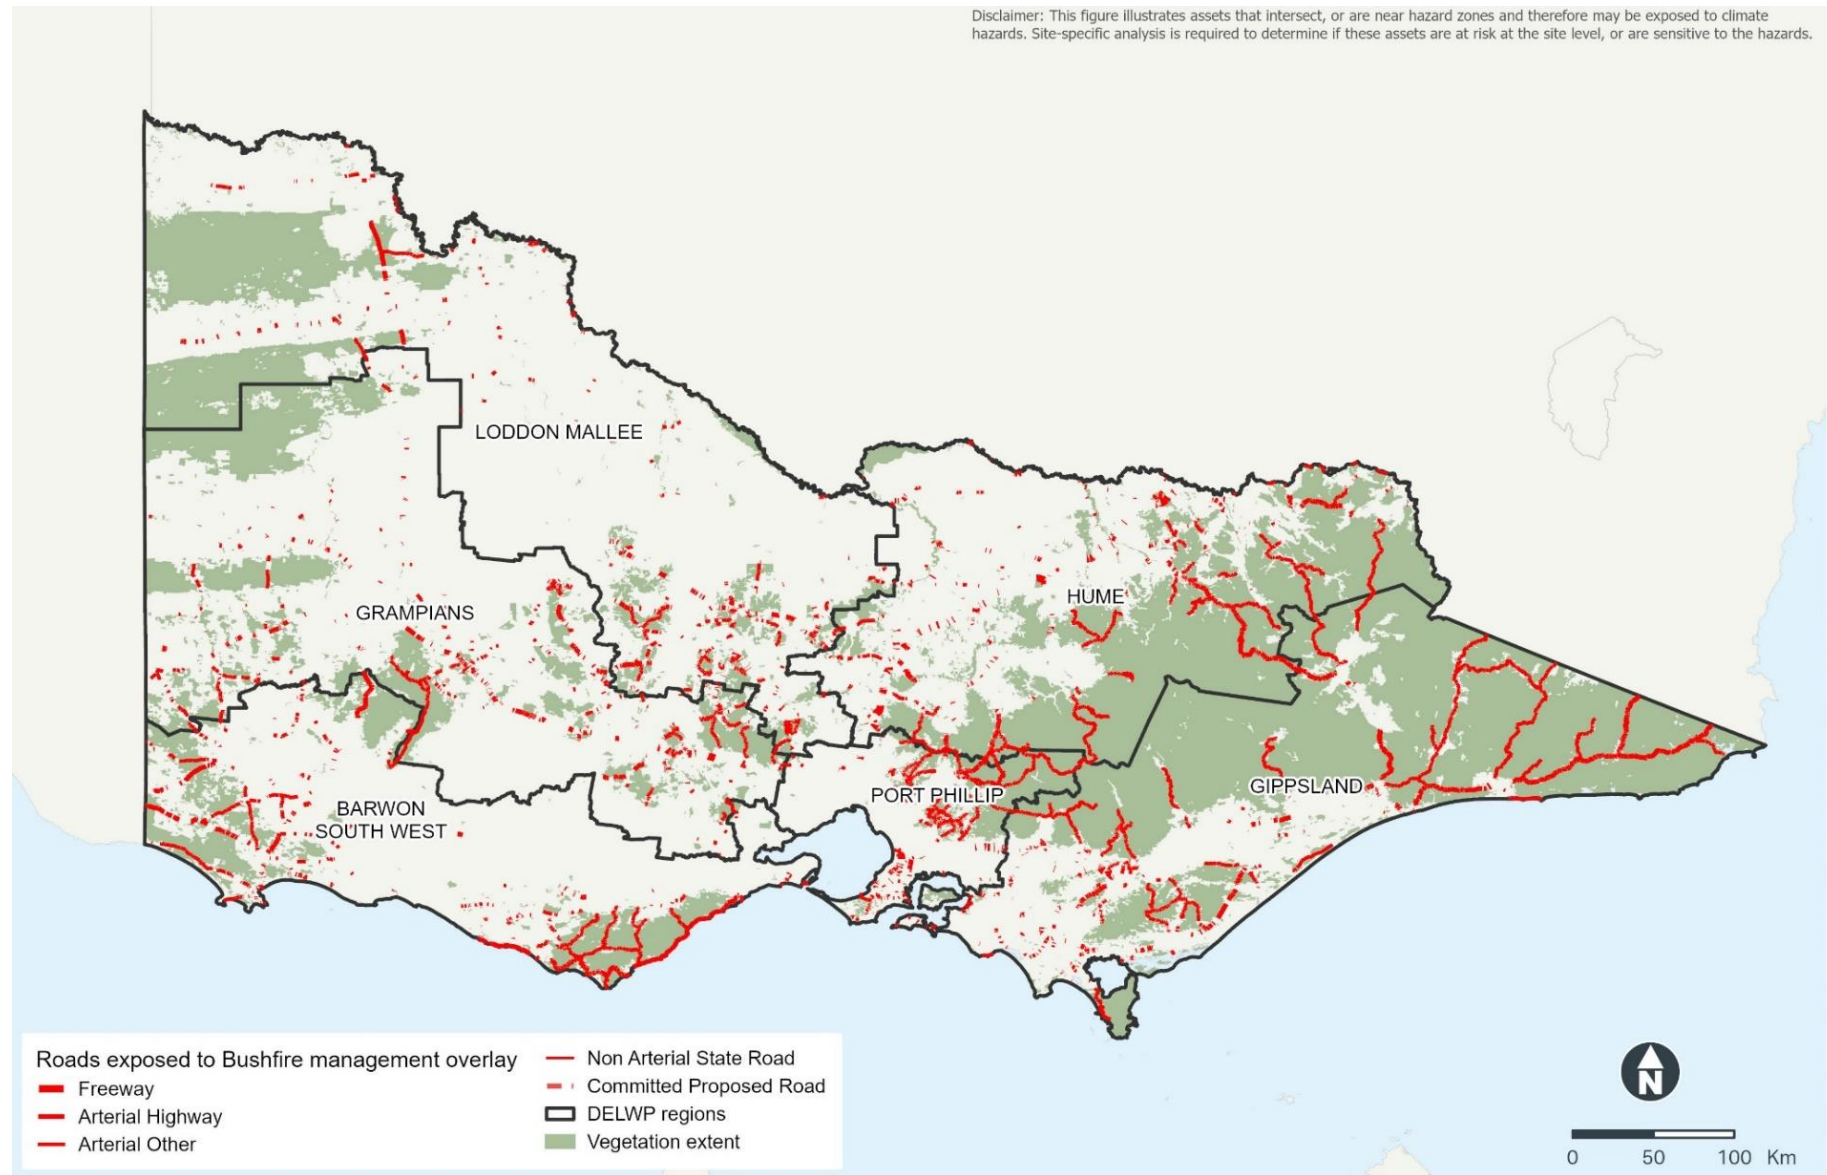 Disclaimer: This figure illustrates assets that intersect, or are near hazard zones and therefore may be exposed to climate
hazards. Site-specific analysis is required to determine if these assets are at risk at the site level, or are sensitive to the hazards.
LODDON MALLEE
HUME
GRAMPIANS
GIPPSLAND
PORT PHILLIP
BARWON
SOUTH WEST
Roads exposed to Bushfire management overlay
Freeway
Arterial Highway
Arterial Other
Non Arterial State Road
Committed Proposed Road
DELWP regions
Vegetation extent
N
0 50 100 Km